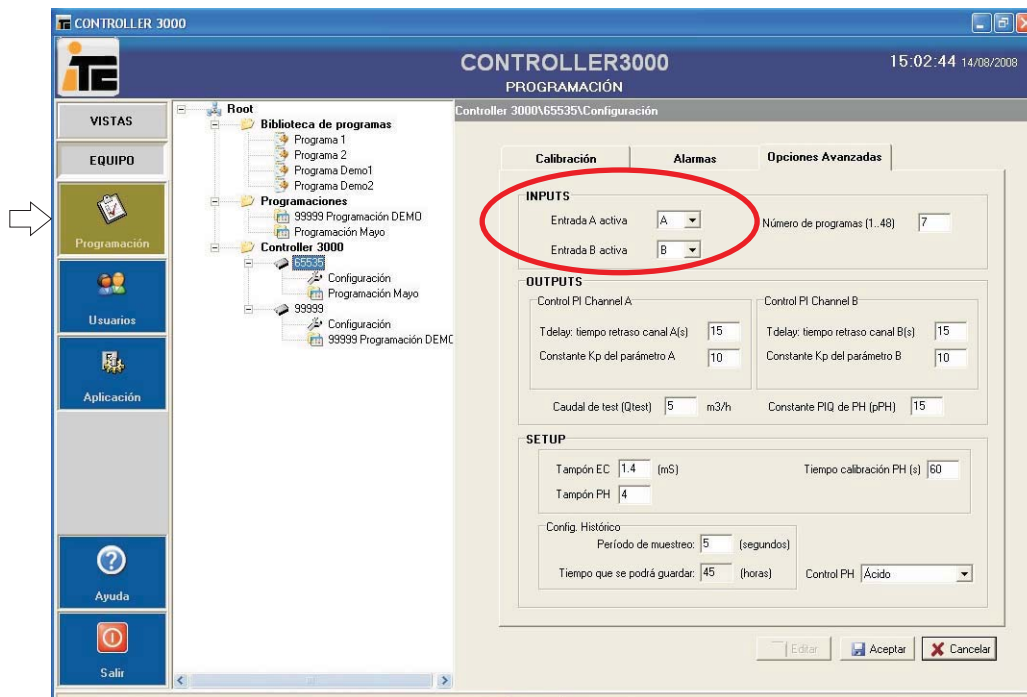 CONTROLLER 3000
iTC
CONTROLLER3000
PROGRAMACIÓN
15:02:44 14/08/2008
VISTAS
EQUIPO
Programación
Usuarios
Aplicación
Ayuda
Salir
Root
Biblioteca de programas
Programa 1
Programa 2
Programa Demo1
Programa Demo2
Programaciones
99999 Programación DEMO
Programación Mayo
Controller 3000
65535
Configuración
Programación Mayo
99999
Configuración
99999 Programación DEMO
Controller 3000\65535\Configuración
Calibración Alarmas Opciones Avanzadas
INPUTS
Entrada A activa A Número de programas (1..48) 7
Entrada B activa B
OUTPUTS
Control PI Channel A Control PI Channel B
Tdelay: tiempo retraso canal A(s) 15 Tdelay: tiempo retraso canal B(s) 15
Constante Kp del parámetro A 10 Constante Kp del parámetro B 10
Caudal de test (Qtest) 5 m3/h Constante PIQ de PH (pPH) 15
SETUP
Tampón EC 1.4 (mS) Tiempo calibración PH (s) 60
Tampón PH 4
Config. Histórico
Período de muestreo: 5 (segundos)
Tiempo que se podrá guardar: 45 (horas) Control PH Ácido
Editar Aceptar Cancelar